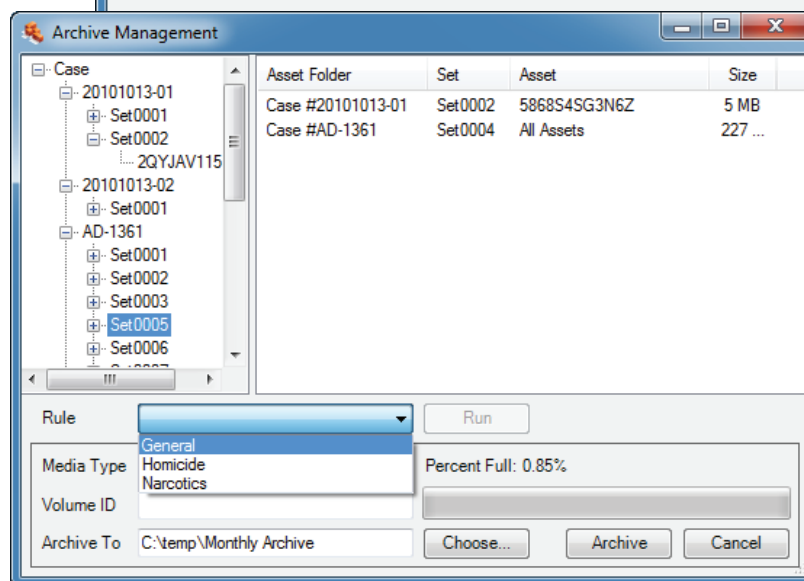 Archive Management
Case
20101013-01
Set0001
Set0002
2QYJAV115
20101013-02
Set0001
AD-1361
Set0001
Set0002
Set0003
Set0005
Set0006
Asset Folder Set Asset Size
Case #20101013-01 Set0002 5868S4SG3N6Z 5 MB
Case #AD-1361 Set0004 All Assets 227 ...
Rule Run
General
Homicide
Narcotics
Media Type Percent Full: 0.85%
Volume ID
Archive To C:\temp\Monthly Archive Choose... Archive Cancel